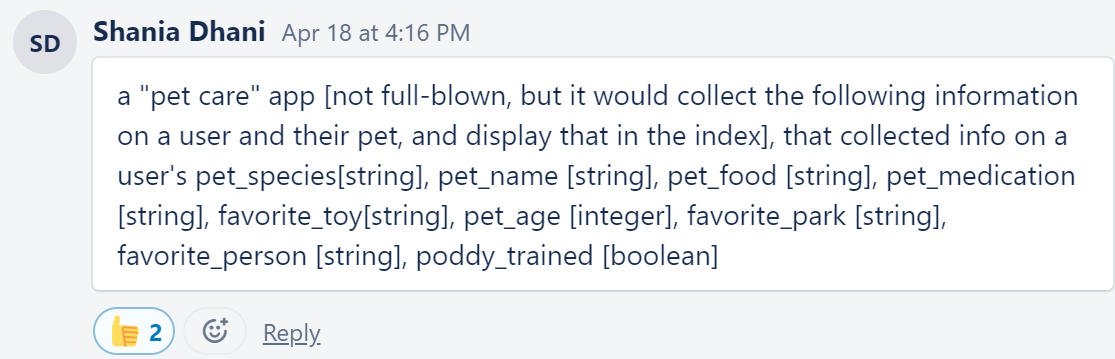 SD
Shania Dhani Apr 18 at 4:16 PM
a "pet care" app [not full-blown, but it would collect the following information
on a user and their pet, and display that in the index], that collected info on a
user's pet_species[string], pet_name [string], pet_food [string], pet_medication
[string], favorite_toy[string], pet_age [integer], favorite_park [string],
favorite_person [string], poddy_trained [boolean]
2
Reply